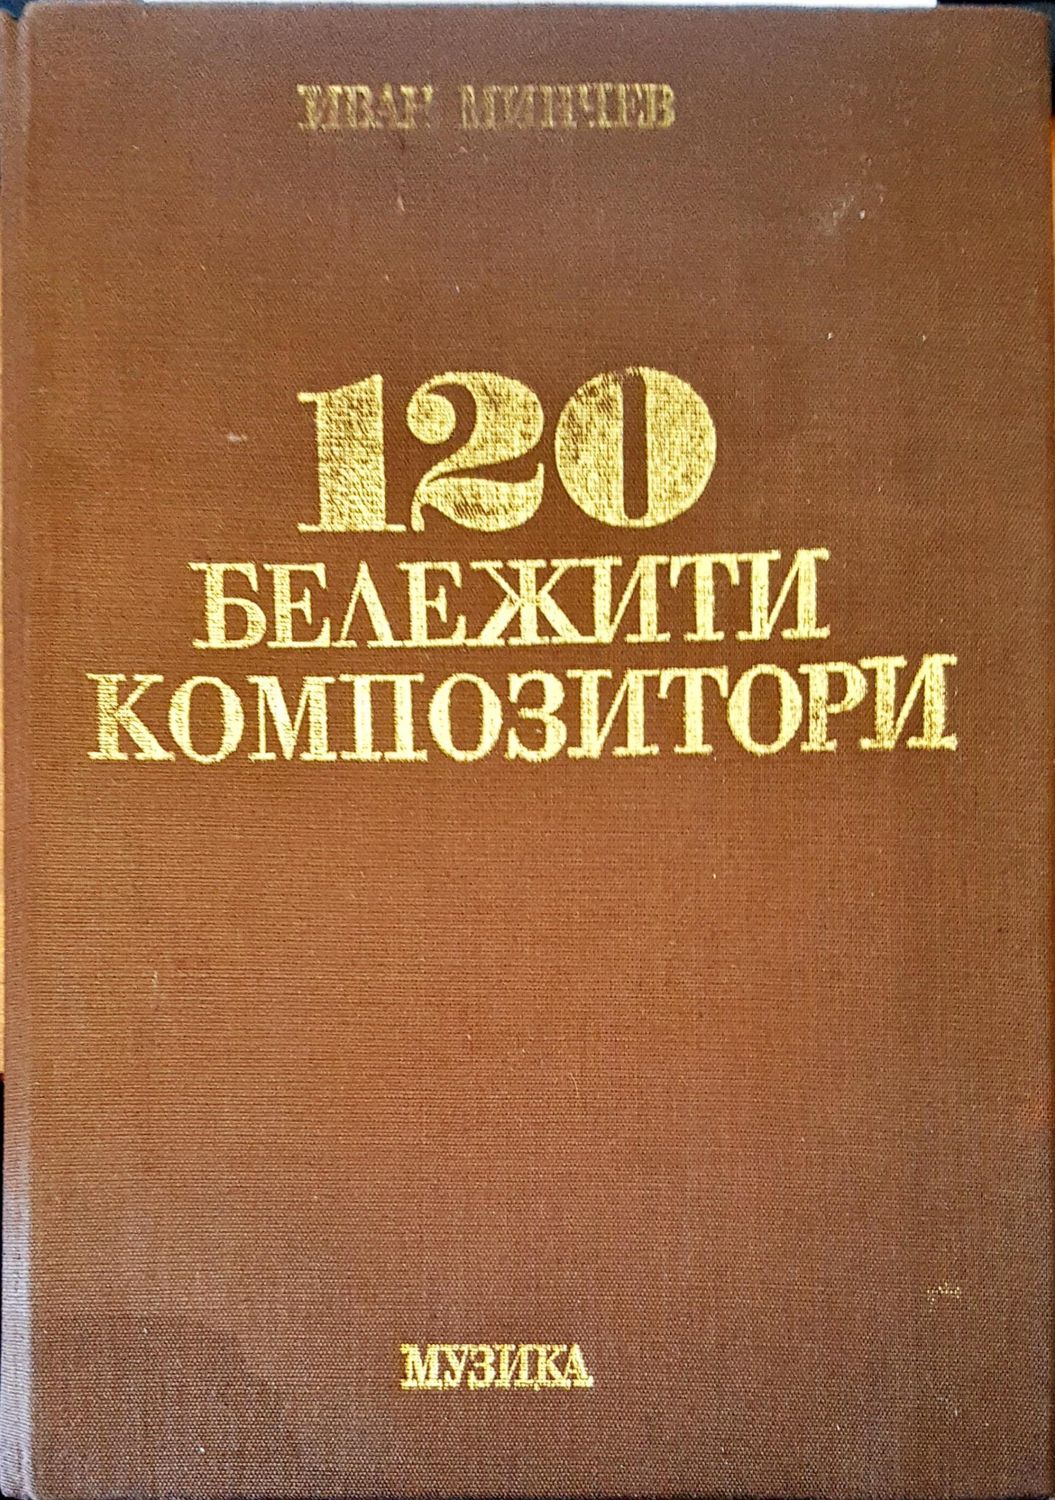 ИВАН МИНЧЕВ
120
БЕЛЕЖИТИ
КОМПОЗИТОРИ
МУЗИКА